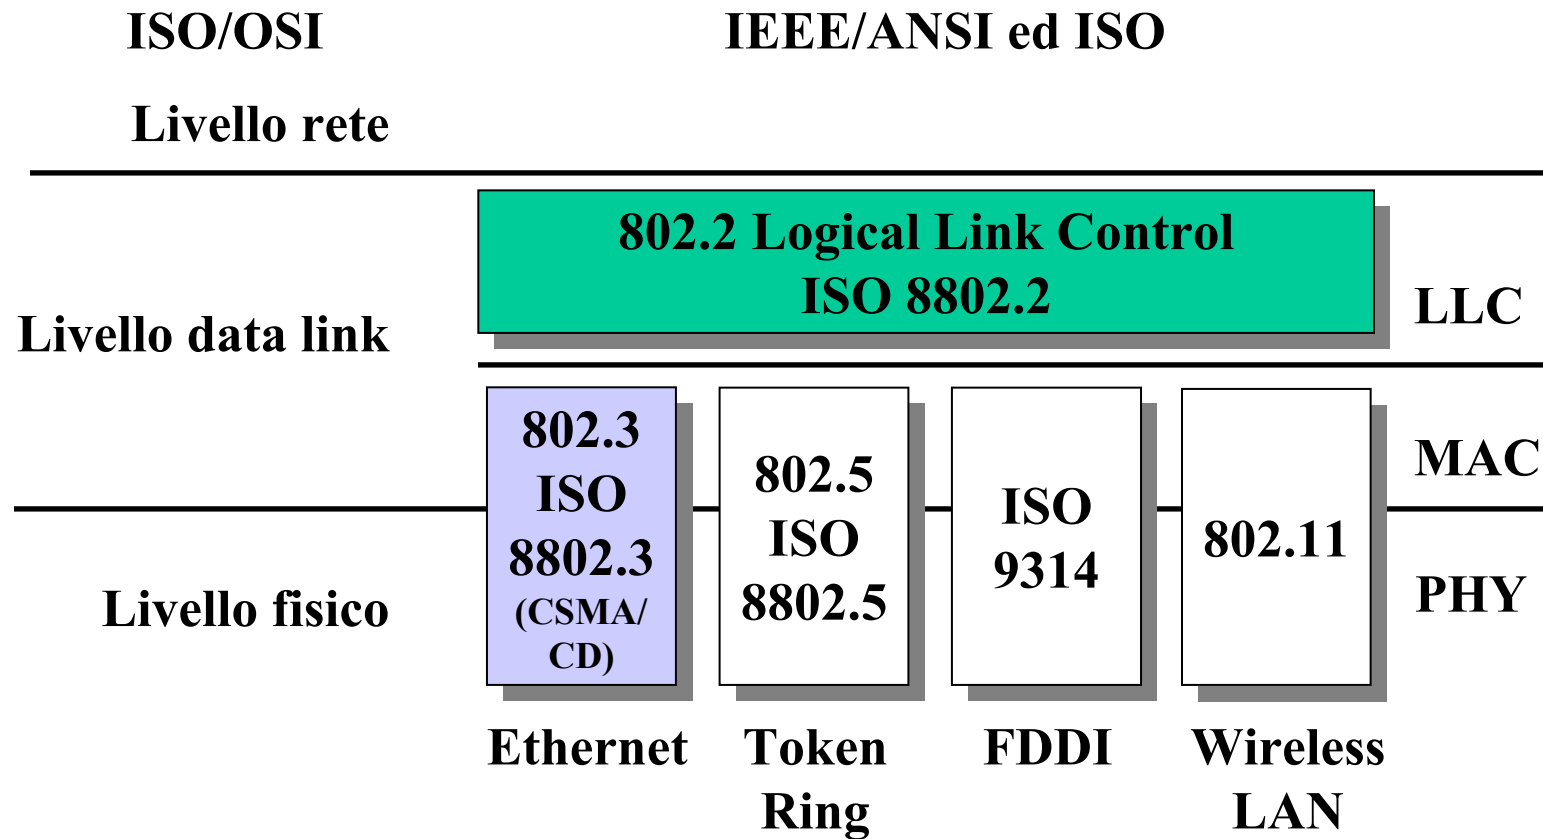 ISO/OSI
IEEE/ANSI ed ISO
Livello rete
802.2 Logical Link Control
ISO 8802.2
LLC
Livello data link
802.3
ISO
8802.3
(CSMA/
CD)
802.5
ISO
8802.5
ISO
9314
802.11
MAC
PHY
Livello fisico
Ethernet
Token
Ring
FDDI
Wireless
LAN